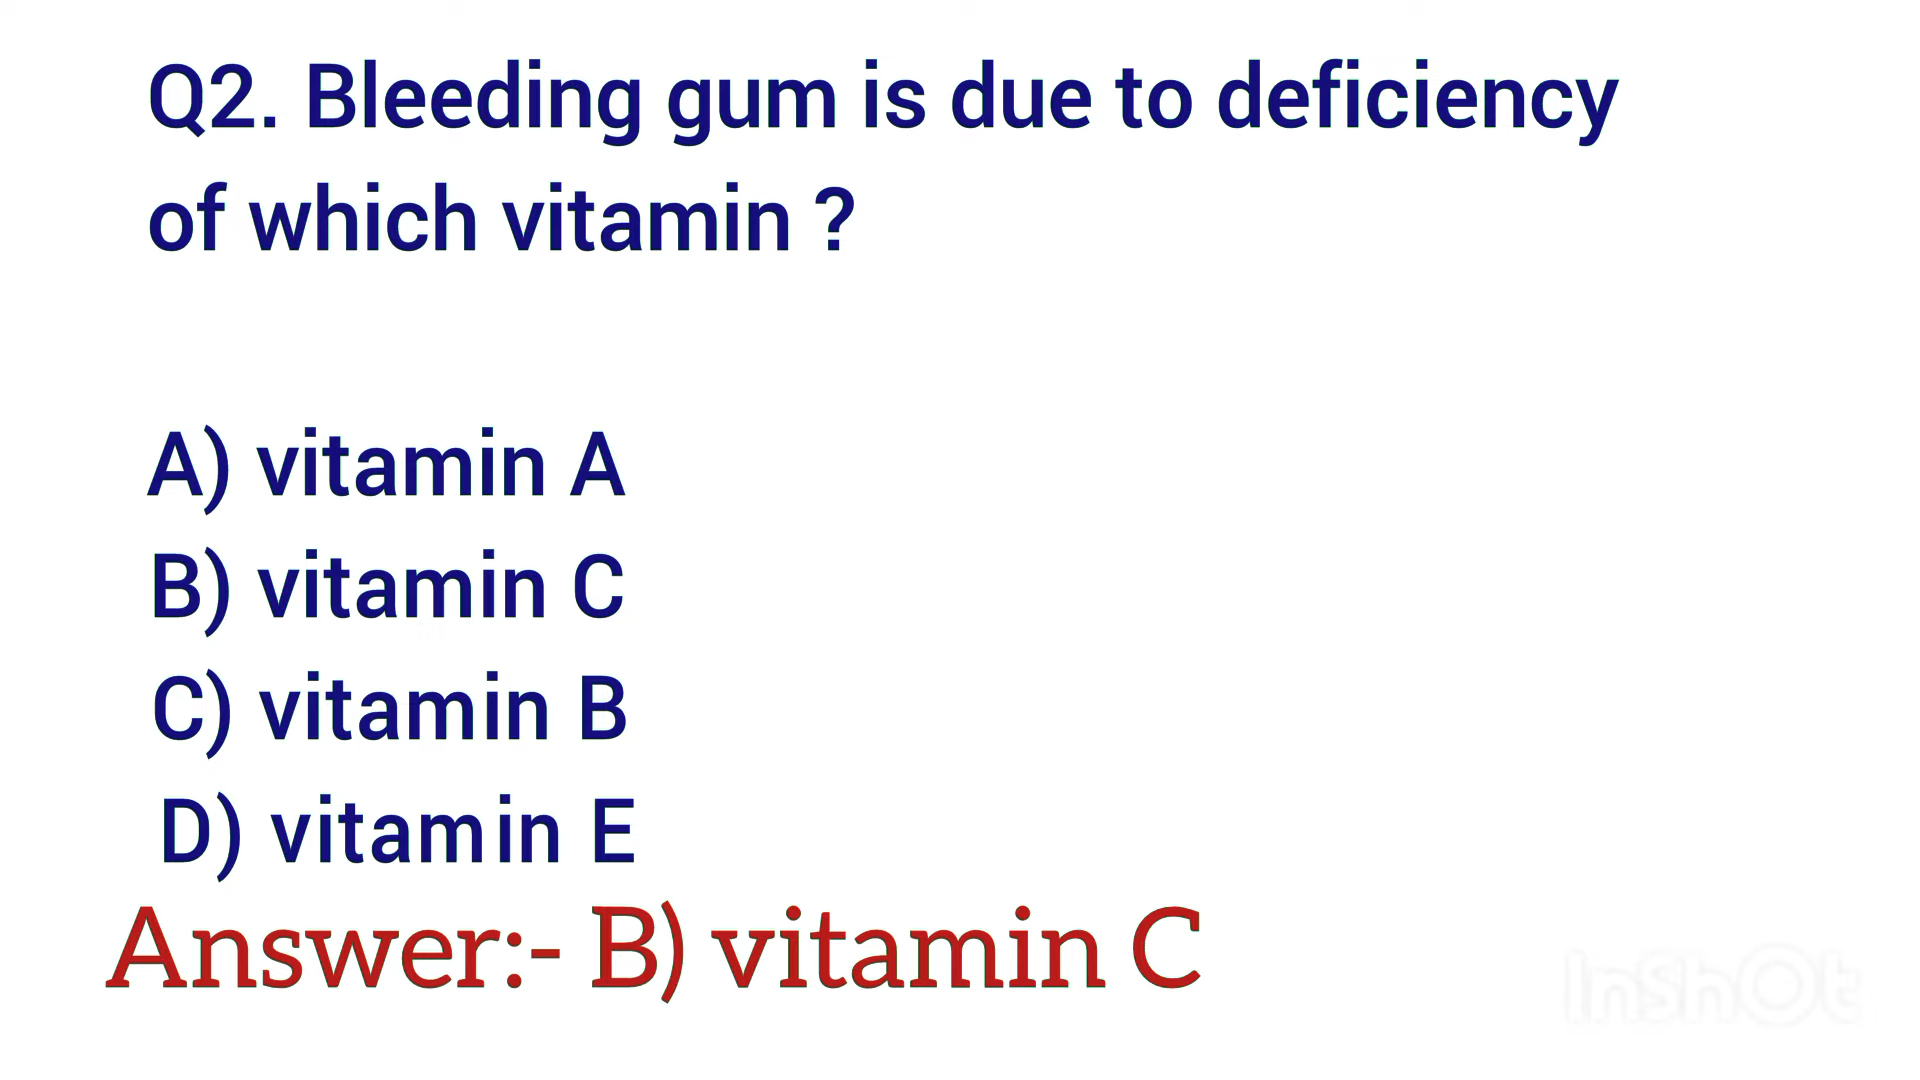 Q2. Bleeding gum is due to deficiency
of which vitamin ?
A) vitamin A
B) vitamin C
C) vitamin B
D) vitamin E
Answer:- B) vitamin C
InShOt